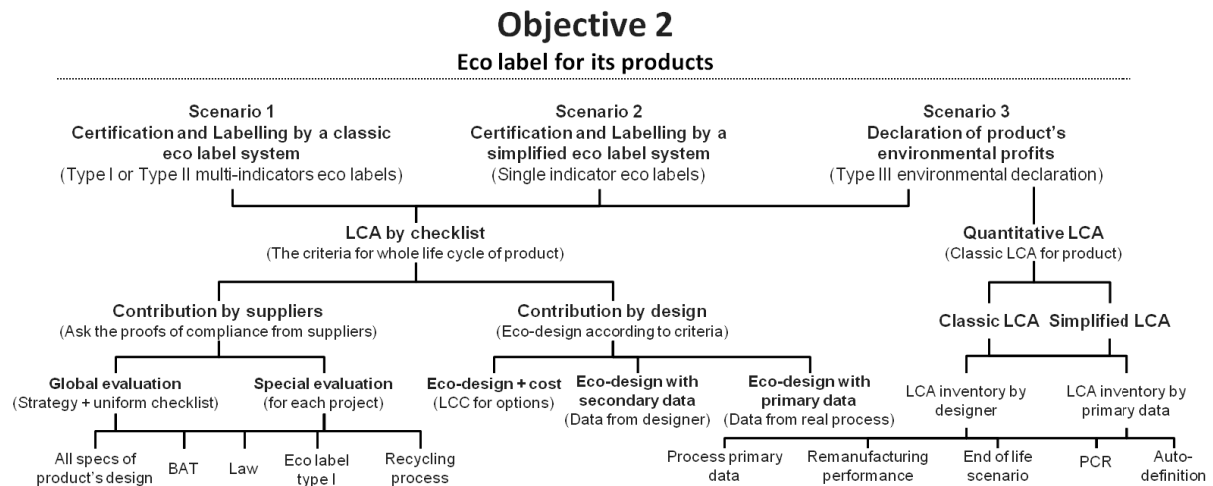 Objective 2
Eco label for its products
Scenario 1
Certification and Labelling by a classic
eco label system
(Type I or Type II multi-indicators eco labels)
Scenario 2
Certification and Labelling by a
simplified eco label system
(Single indicator eco labels)
Scenario 3
Declaration of product's
environmental profits
(Type III environmental declaration)
LCA by checklist
(The criteria for whole life cycle of product)
Quantitative LCA
(Classic LCA for product)
Contribution by suppliers
(Ask the proofs of compliance from suppliers)
Contribution by design
(Eco-design according to criteria)
Classic LCA
Simplified LCA
Global evaluation
(Strategy + uniform checklist)
Special evaluation
(for each project)
Eco-design + cost
(LCC for options)
Eco-design with
secondary data
(Data from designer)
Eco-design with
primary data
(Data from real process)
LCA inventory by
designer
LCA inventory by
primary data
All specs of
product's design
BAT
Law
Eco label
type I
Recycling
process
Process primary
data
Remanufacturing
performance
End of life
scenario
PCR
Auto-
definition